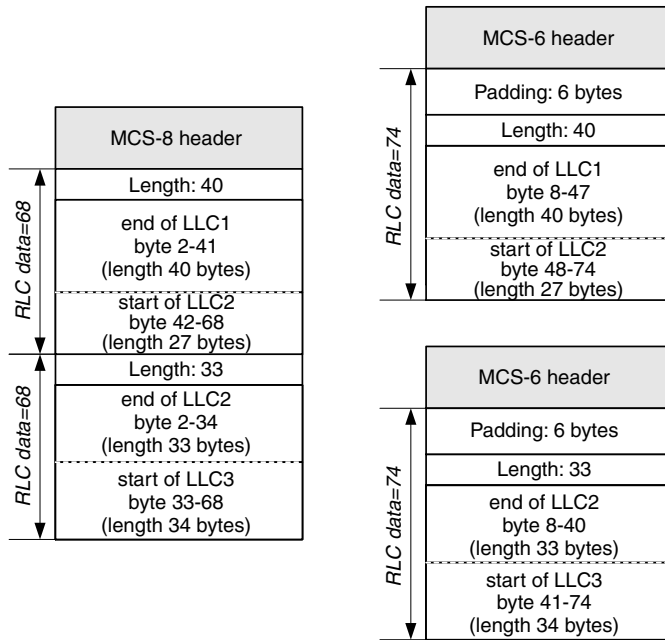 MCS-8 header
RLC data=68
Length: 40
end of LLC1
byte 2-41
(length 40 bytes)
start of LLC2
byte 42-68
(length 27 bytes)
RLC data=68
Length: 33
end of LLC2
byte 2-34
(length 33 bytes)
start of LLC3
byte 33-68
(length 34 bytes)
MCS-6 header
RLC data=74
Padding: 6 bytes
Length: 40
end of LLC1
byte 8-47
(length 40 bytes)
start of LLC2
byte 48-74
(length 27 bytes)
MCS-6 header
RLC data=74
Padding: 6 bytes
Length: 33
end of LLC2
byte 8-40
(length 33 bytes)
start of LLC3
byte 41-74
(length 34 bytes)